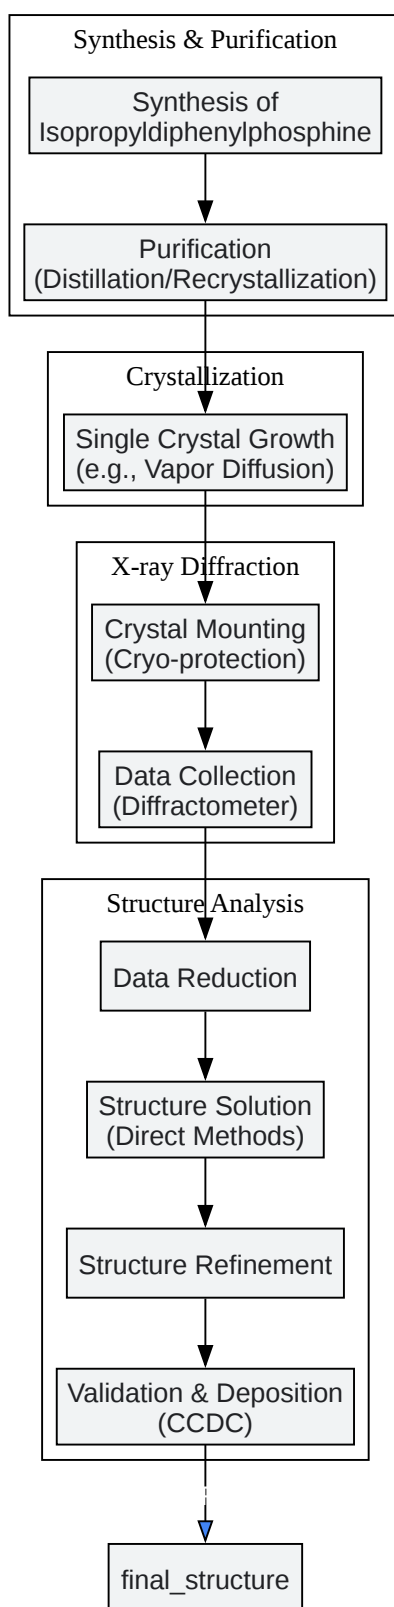 Synthesis & Purification
Synthesis of
Isopropyldiphenylphosphine
Purification
(Distillation/Recrystallization)
Crystallization
Single Crystal Growth
(e.g., Vapor Diffusion)
X-ray Diffraction
Crystal Mounting
(Cryo-protection)
Data Collection
(Diffractometer)
Structure Analysis
Data Reduction
Structure Solution
(Direct Methods)
Structure Refinement
Validation & Deposition
(CCDC)
final_structure